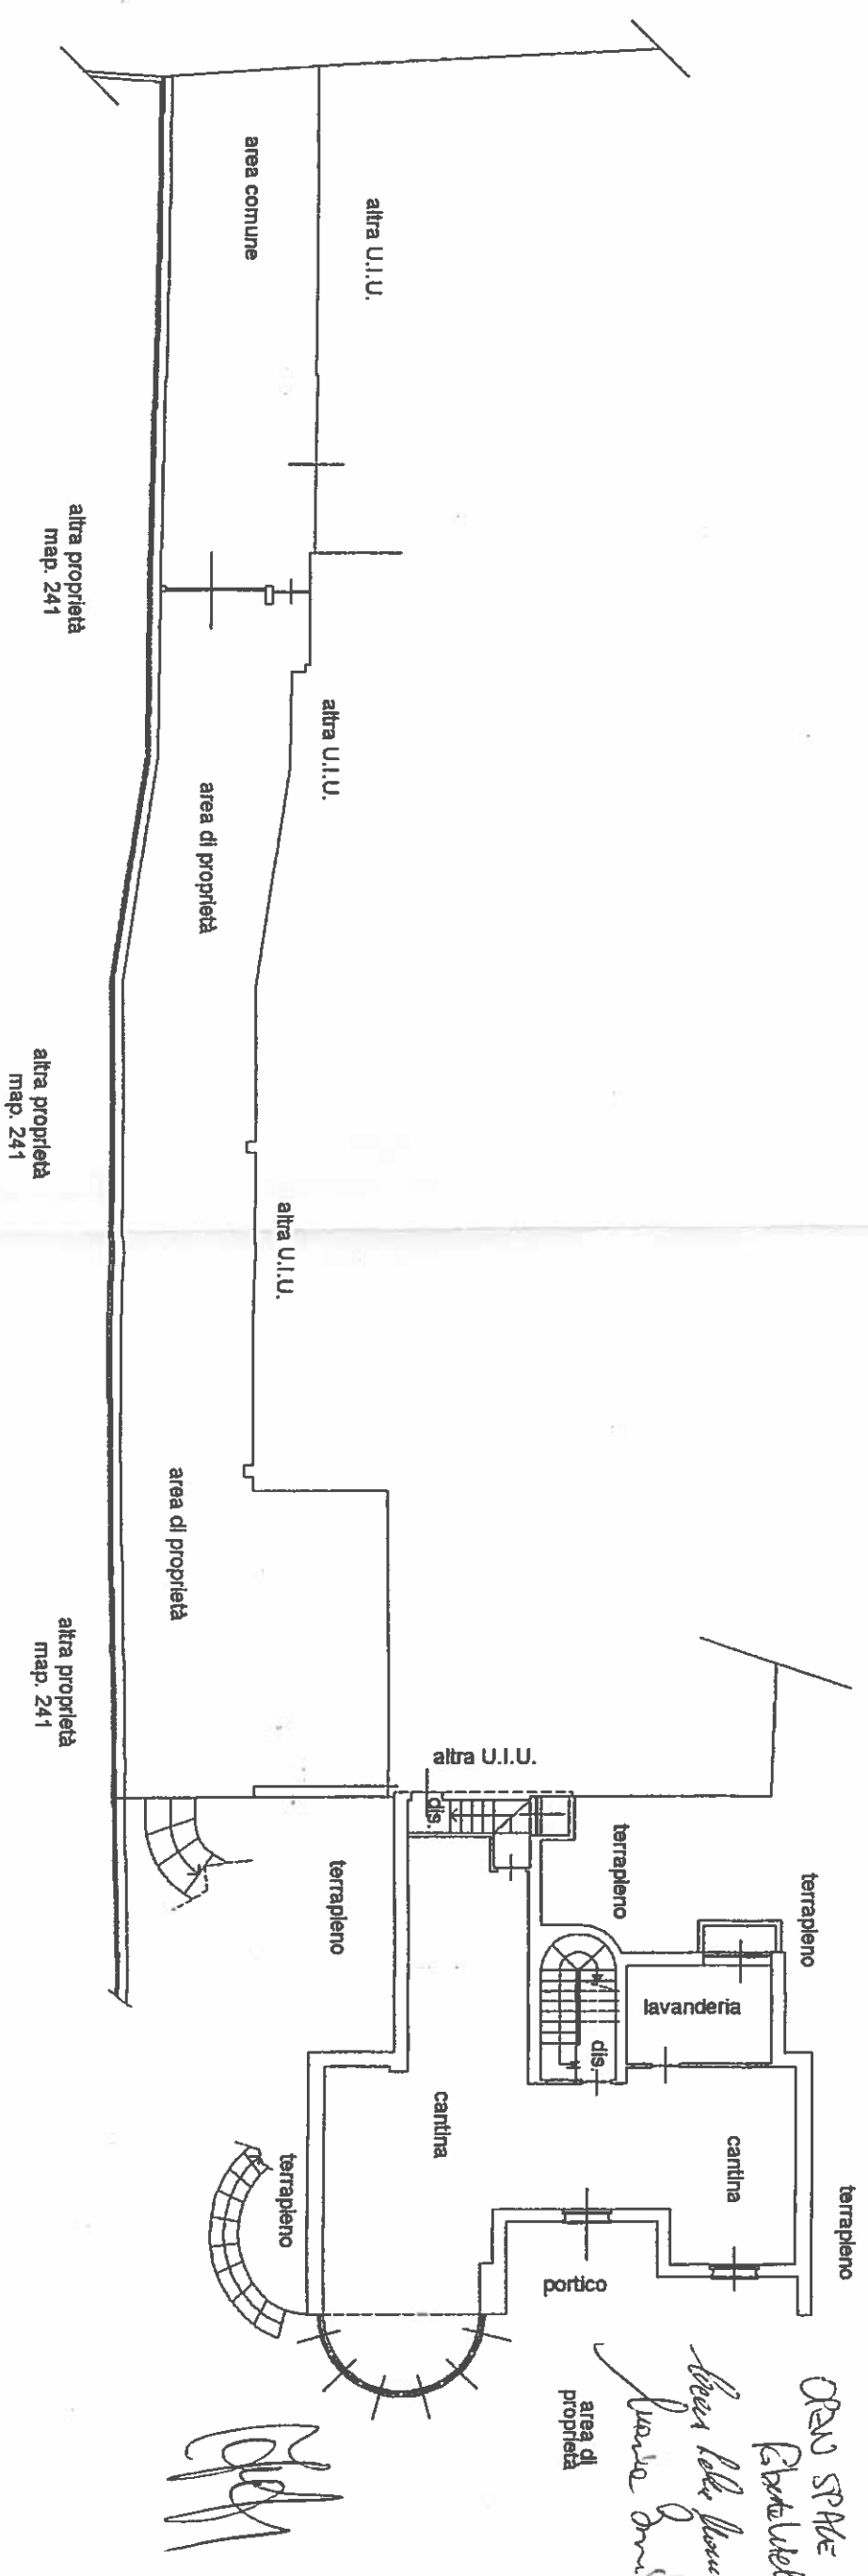 area comune
altra U.I.U.
altra proprietà
map. 241
altra U.I.U.
area di proprietà
altra proprietà
map. 241
altra U.I.U.
area di proprietà
altra proprietà
map. 241
altra U.I.U.
dis.
terrapieno
terrapieno
terrapieno
lavanderia
dis.
cantina
cantina
terrapieno
terrapieno
portico
area di
proprietà
OPEN SPACE